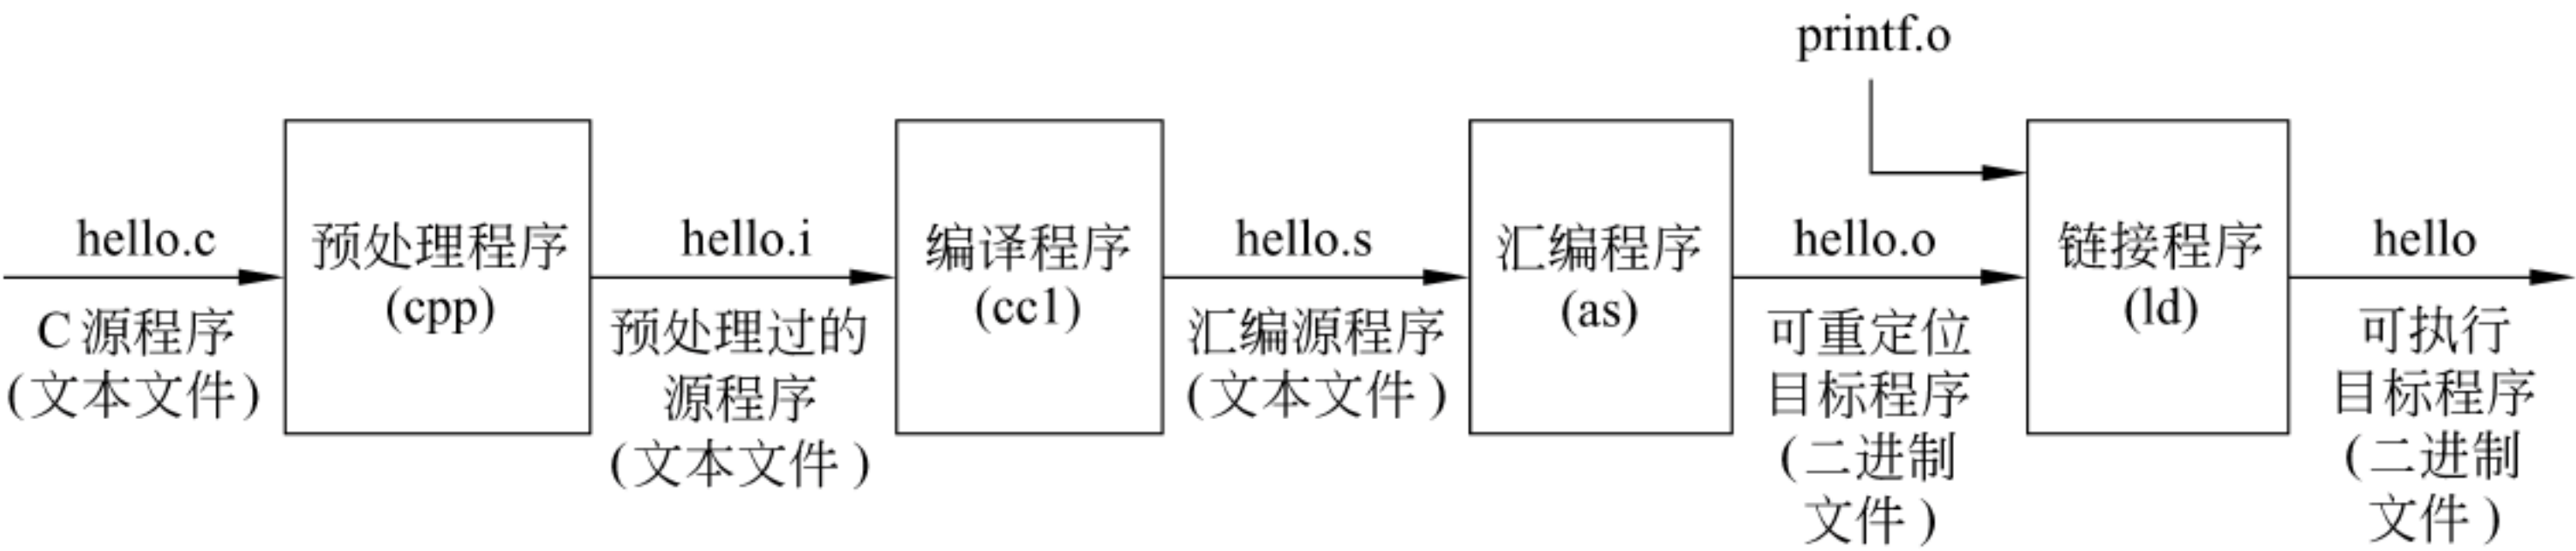 printf.o
hello.c
C 源程序
(文本文件)
预处理程序
(cpp)
hello.i
预处理过的
源程序
(文本文件)
编译程序
(cc1)
hello.s
汇编源程序
(文本文件)
汇编程序
(as)
hello.o
可重定位
目标程序
(二进制
文件)
链接程序
(ld)
hello
可执行
目标程序
(二进制
文件)